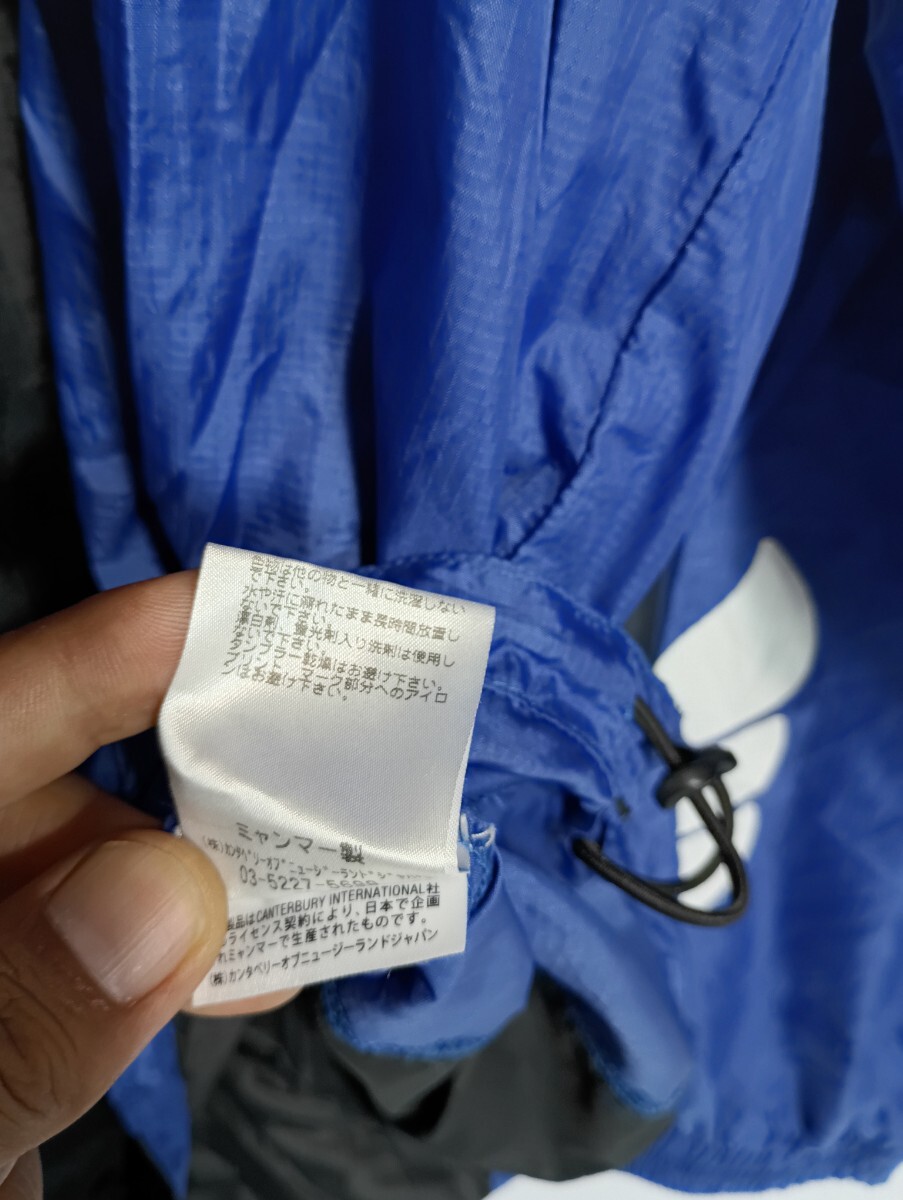 色物は他の物と一緒に洗濯しない
で下さい。
次や汗に濡れたまま長時間放置し
ないで下さい。
漂白剤、蛍光剤入り洗剤は使用し
ないで下さい。
タンブラー乾燥はお避け下さい。
プリント、マーク部分へのアイロ
ンはお避け下さい。
ミャンマー製
(株)カンタベリーオブニュージーランドジャパン
03-5227-5688
製品はCANTERBURY INTERNATIONAL社
ライセンス契約により、日本で企画
れミャンマーで生産されたものです。
(株)カンタベリーオブニュージーランドジャパン